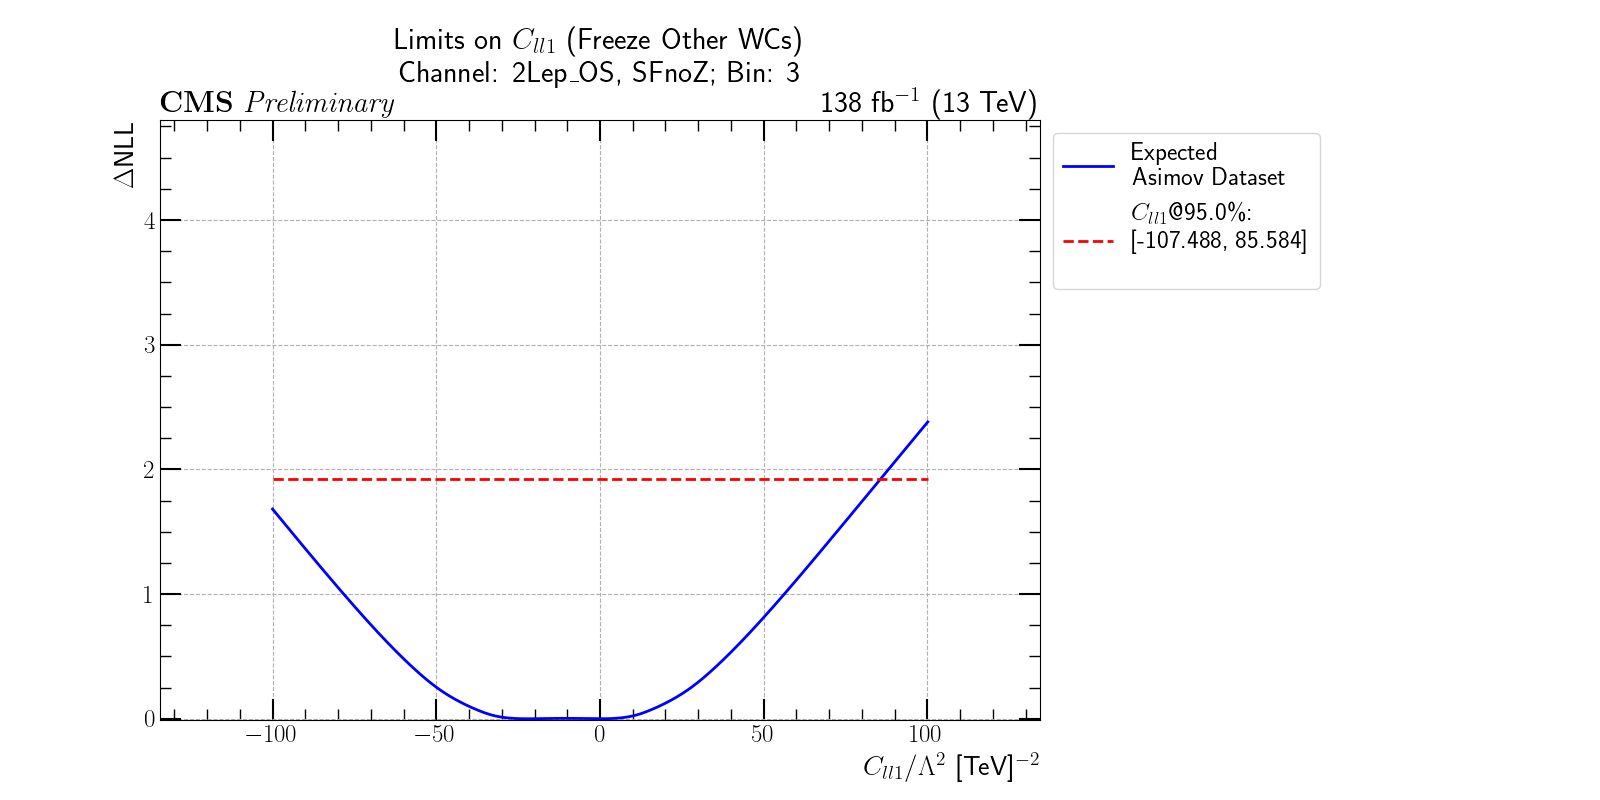 Limits on C_{ll1} (Freeze Other WCs)
Channel: 2Lep_OS, SFnoZ; Bin: 3
CMS Preliminary
138 fb⁻¹ (13 TeV)
ΔNLL
4
3
2
1
0
−100
−50
0
50
100
C_{ll1}/Λ² [TeV]⁻²
Expected
Asimov Dataset
C_{ll1}@95.0%:
[-107.488, 85.584]